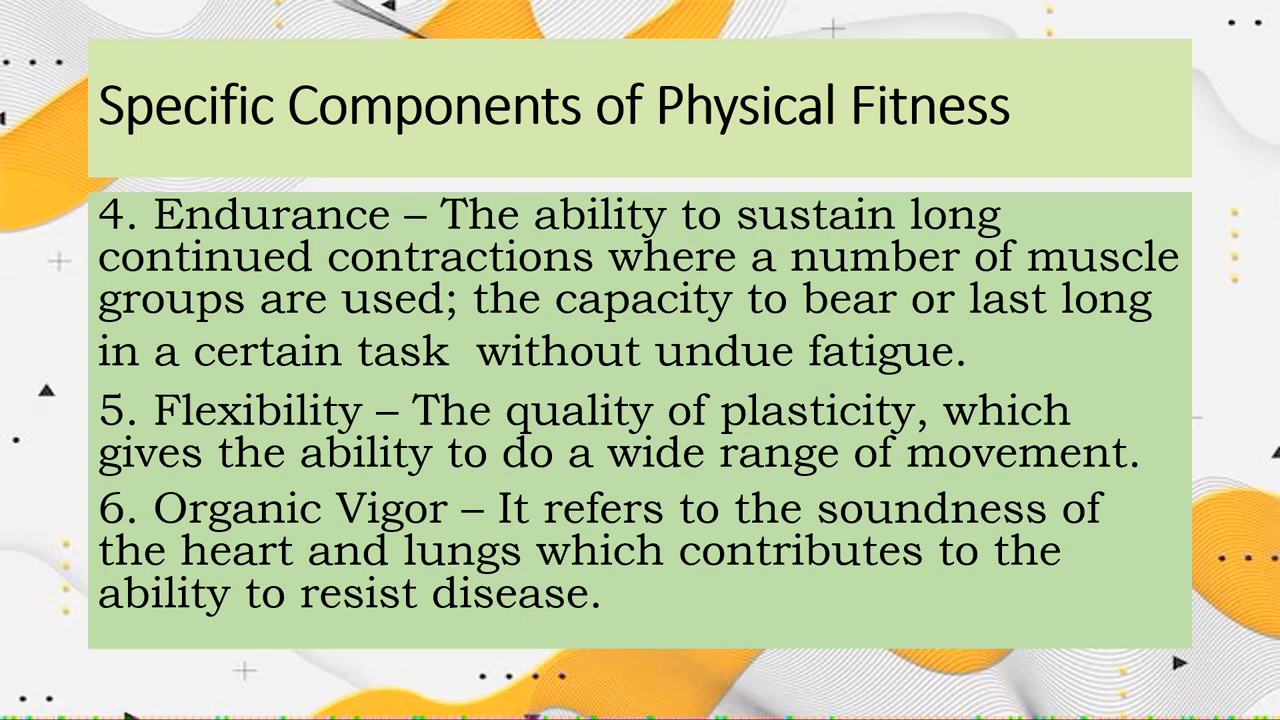 Specific Components of Physical Fitness
4. Endurance – The ability to sustain long
continued contractions where a number of muscle
groups are used; the capacity to bear or last long
in a certain task  without undue fatigue.
5. Flexibility – The quality of plasticity, which
gives the ability to do a wide range of movement.
6. Organic Vigor – It refers to the soundness of
the heart and lungs which contributes to the
ability to resist disease.